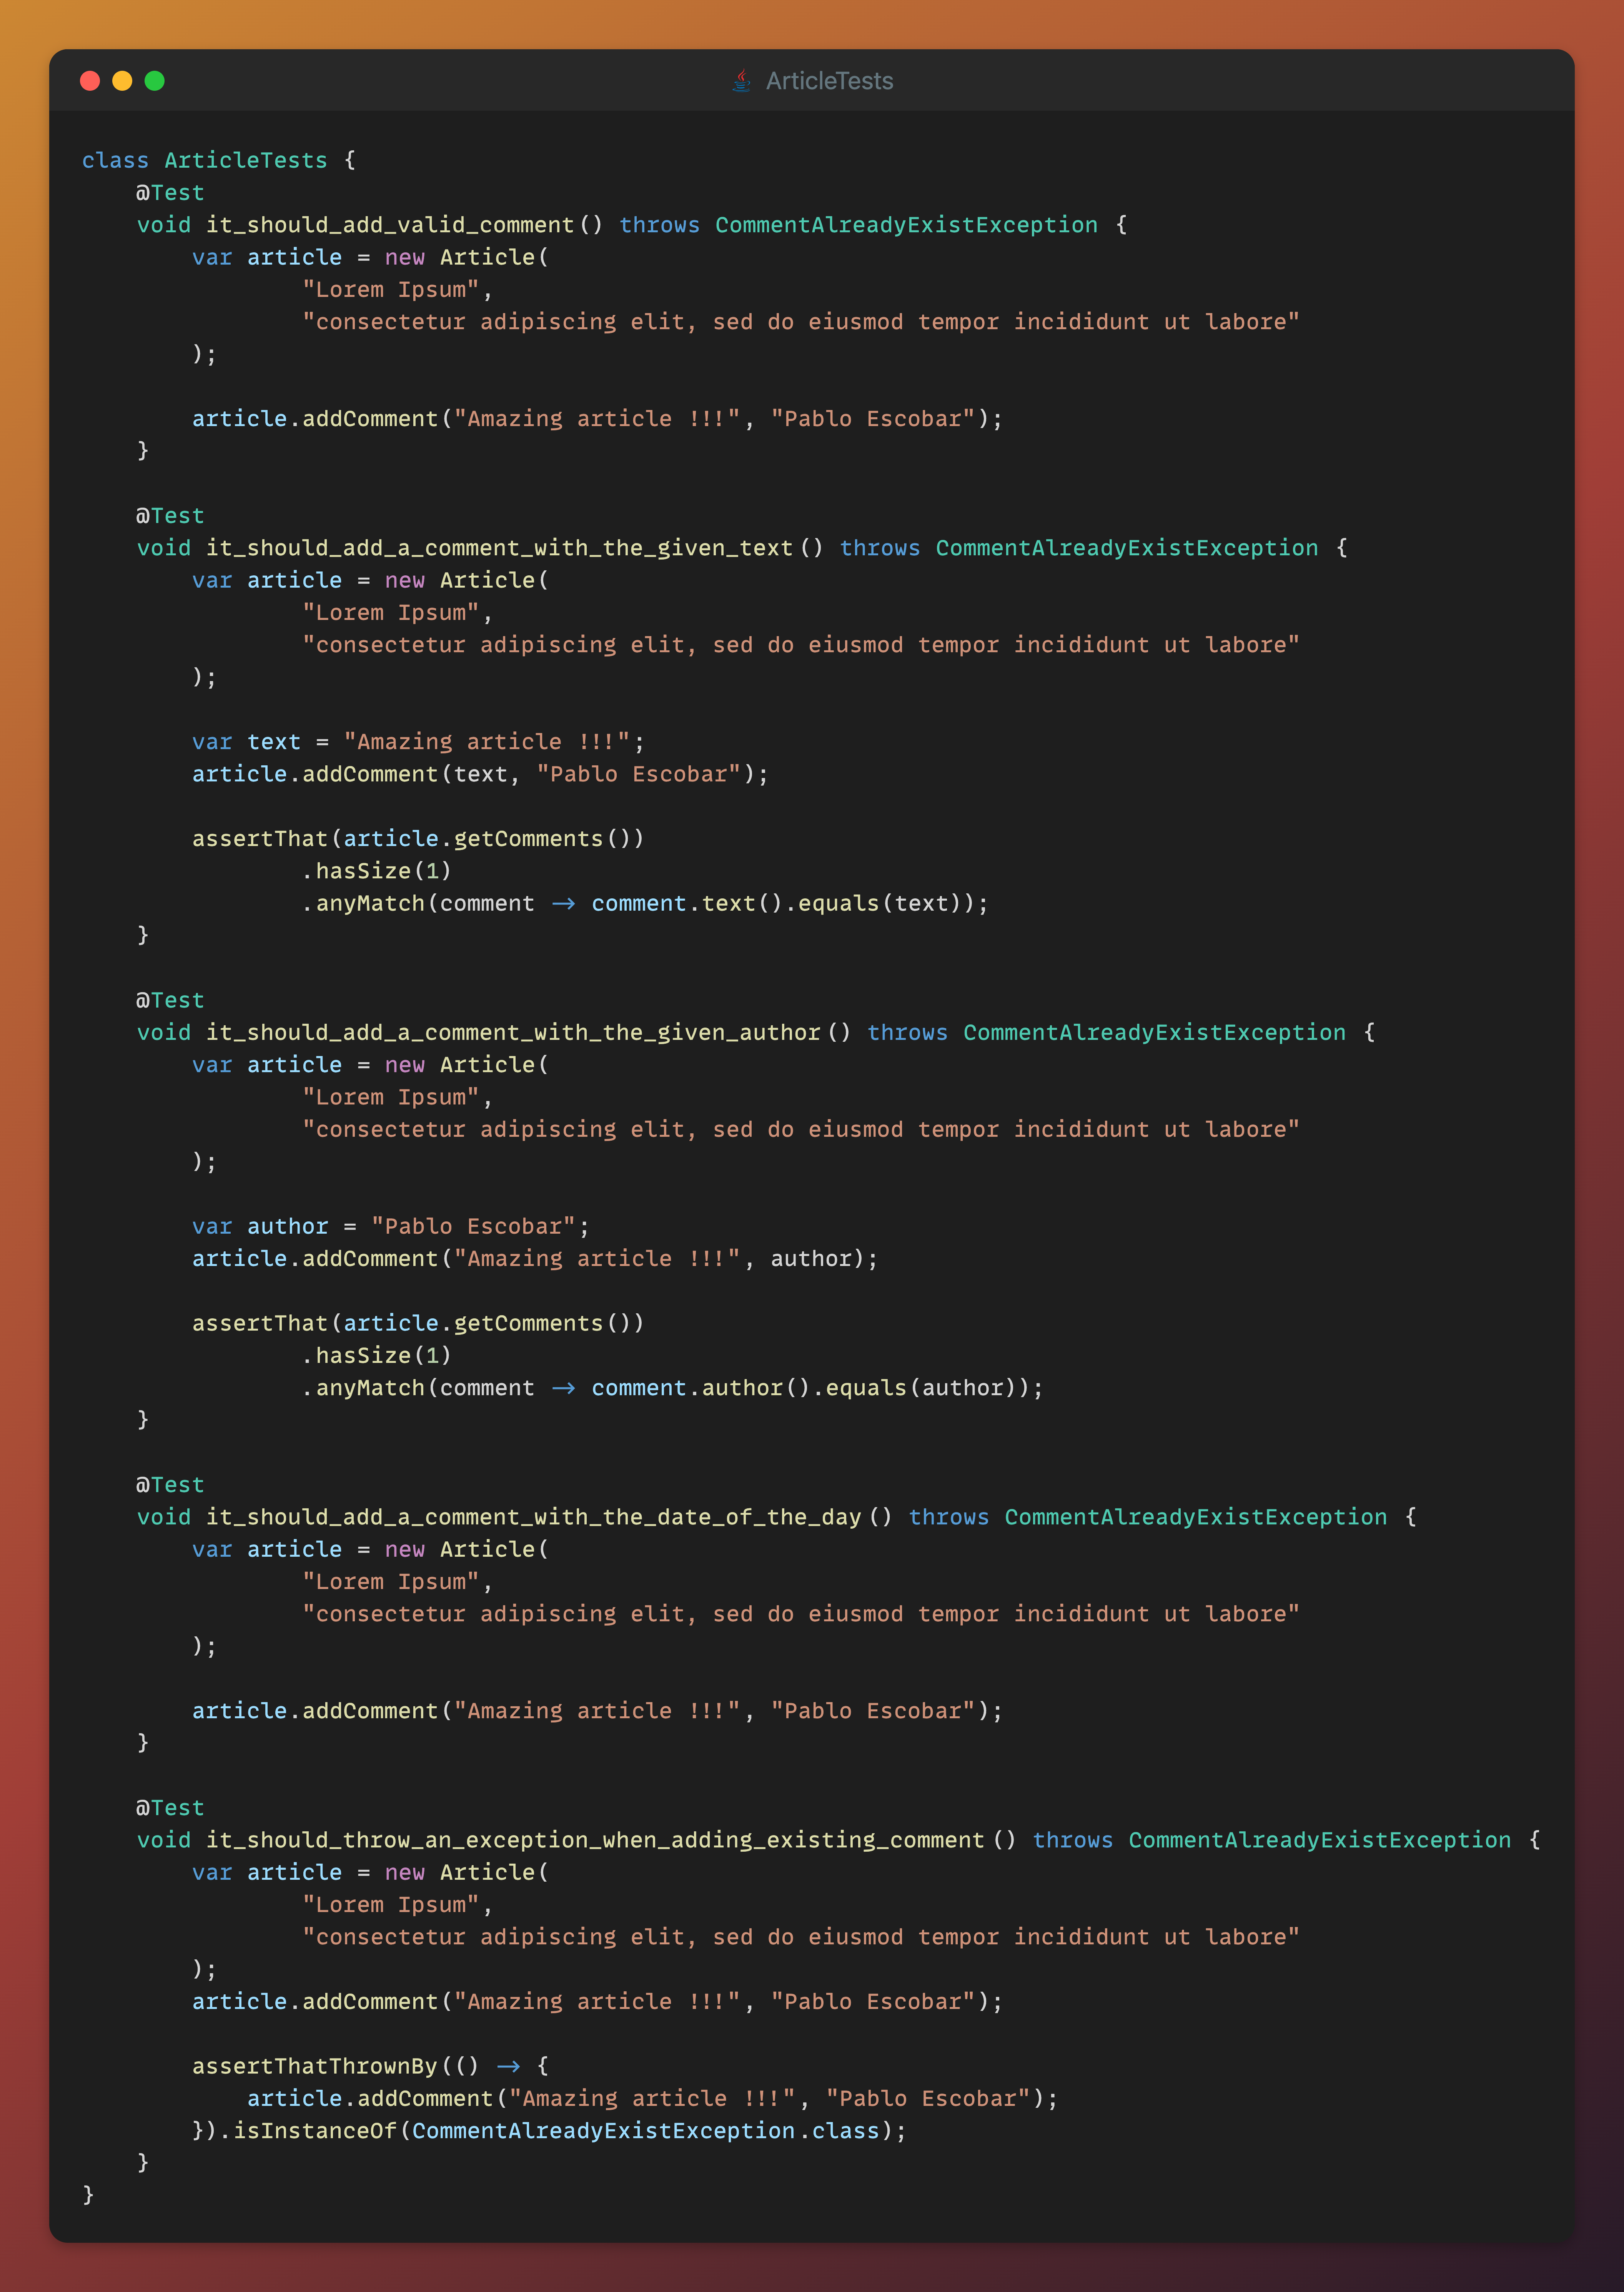 ArticleTests
class ArticleTests {
    @Test
    void it_should_add_valid_comment() throws CommentAlreadyExistException {
        var article = new Article(
                "Lorem Ipsum",
                "consectetur adipiscing elit, sed do eiusmod tempor incididunt ut labore"
        );

        article.addComment("Amazing article !!!", "Pablo Escobar");
    }

    @Test
    void it_should_add_a_comment_with_the_given_text() throws CommentAlreadyExistException {
        var article = new Article(
                "Lorem Ipsum",
                "consectetur adipiscing elit, sed do eiusmod tempor incididunt ut labore"
        );

        var text = "Amazing article !!!";
        article.addComment(text, "Pablo Escobar");

        assertThat(article.getComments())
                .hasSize(1)
                .anyMatch(comment -> comment.text().equals(text));
    }

    @Test
    void it_should_add_a_comment_with_the_given_author() throws CommentAlreadyExistException {
        var article = new Article(
                "Lorem Ipsum",
                "consectetur adipiscing elit, sed do eiusmod tempor incididunt ut labore"
        );

        var author = "Pablo Escobar";
        article.addComment("Amazing article !!!", author);

        assertThat(article.getComments())
                .hasSize(1)
                .anyMatch(comment -> comment.author().equals(author));
    }

    @Test
    void it_should_add_a_comment_with_the_date_of_the_day() throws CommentAlreadyExistException {
        var article = new Article(
                "Lorem Ipsum",
                "consectetur adipiscing elit, sed do eiusmod tempor incididunt ut labore"
        );

        article.addComment("Amazing article !!!", "Pablo Escobar");
    }

    @Test
    void it_should_throw_an_exception_when_adding_existing_comment() throws CommentAlreadyExistException {
        var article = new Article(
                "Lorem Ipsum",
                "consectetur adipiscing elit, sed do eiusmod tempor incididunt ut labore"
        );
        article.addComment("Amazing article !!!", "Pablo Escobar");

        assertThatThrownBy(() -> {
            article.addComment("Amazing article !!!", "Pablo Escobar");
        }).isInstanceOf(CommentAlreadyExistException.class);
    }
}